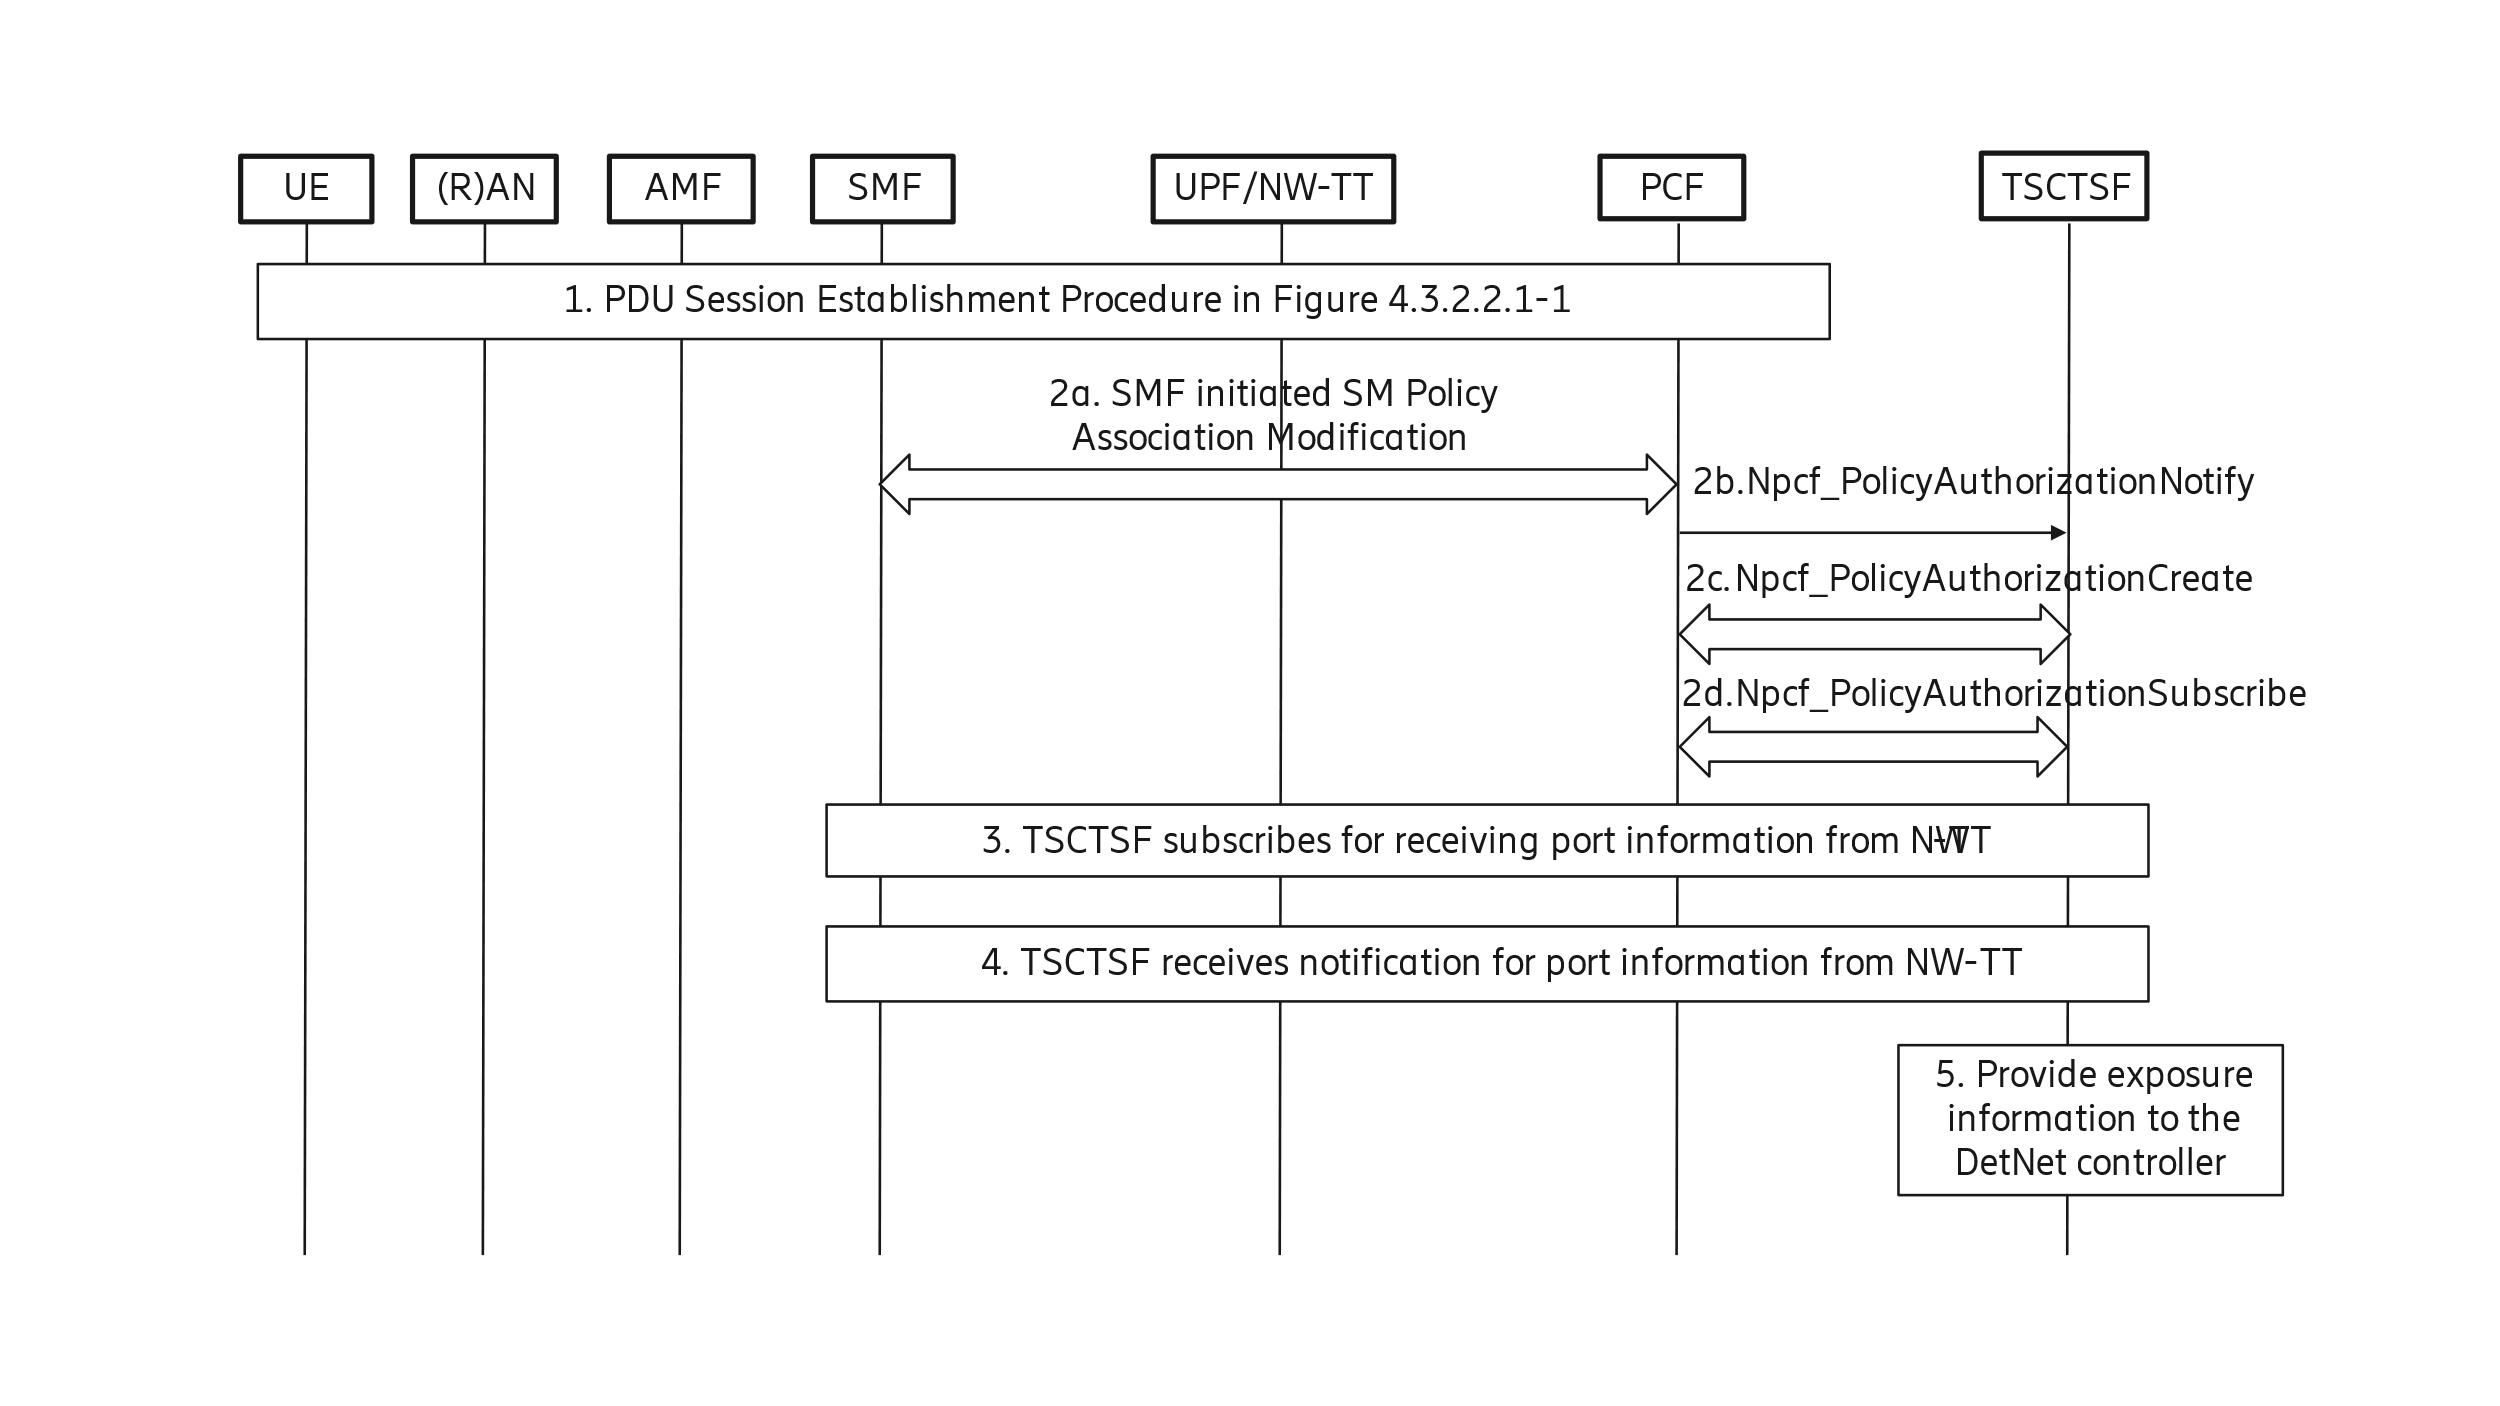 UE
(R)AN
AMF
SMF
UPF/NW-TT
PCF
TSCTSF
1. PDU Session Establishment Procedure in Figure 4.3.2.2.1-1
2a. SMF initiated SM Policy
Association Modification
2b.Npcf_PolicyAuthorizationNotify
2c.Npcf_PolicyAuthorizationCreate
2d.Npcf_PolicyAuthorizationSubscribe
3. TSCTSF subscribes for receiving port information from NW-TT
4. TSCTSF receives notification for port information from NW-TT
5. Provide exposure
information to the
DetNet controller